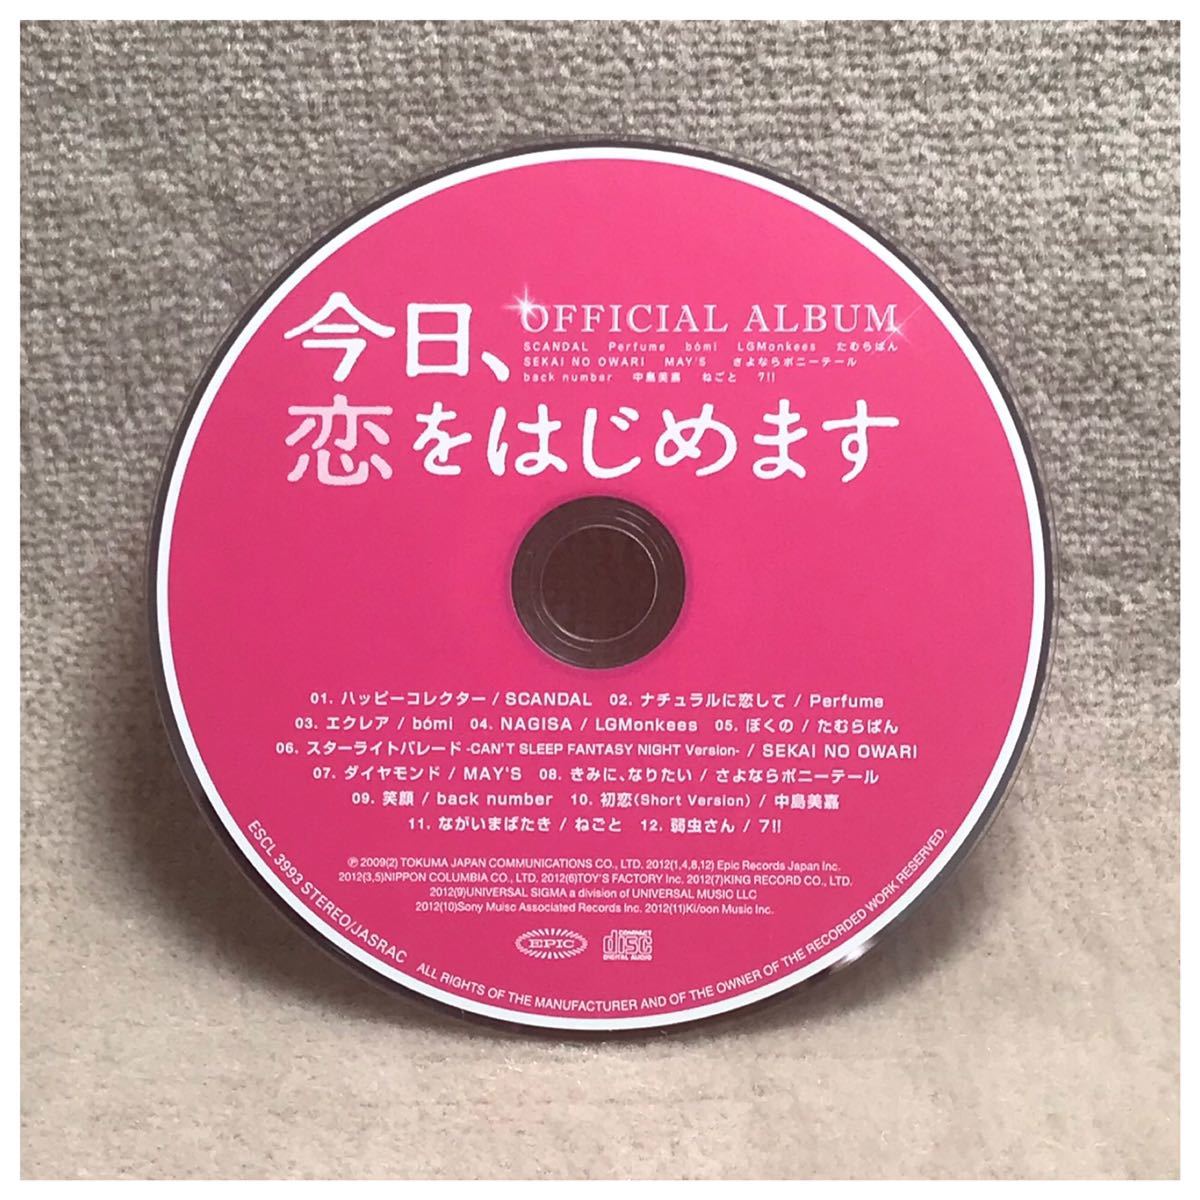 今日、
恋をはじめます
OFFICIAL ALBUM
SCANDAL Perfume bómi LGMonkees たむらぱん
SEKAI NO OWARI MAY'S さよならポニーテール
back number 中島美嘉 ねごと 7!!
01. ハッピーコレクター / SCANDAL 02. ナチュラルに恋して / Perfume
03. エクレア / bómi 04. NAGISA / LGMonkees 05. ぼくの / たむらぱん
06. スターライトパレード -CAN'T SLEEP FANTASY NIGHT Version- / SEKAI NO OWARI
07. ダイヤモンド / MAY'S 08. きみに、なりたい / さよならポニーテール
09. 笑顔 / back number 10. 初恋(Short Version) / 中島美嘉
11. ながいまばたき / ねごと 12. 弱虫さん / 7!!
℗ 2009(2) TOKUMA JAPAN COMMUNICATIONS CO., LTD. 2012(1,4,8,12) Epic Records Japan Inc.
2012(3,5)NIPPON COLUMBIA CO., LTD. 2012(6)TOY'S FACTORY Inc. 2012(7)KING RECORD CO., LTD.
2012(9)UNIVERSAL SIGMA a division of UNIVERSAL MUSIC LLC
2012(10)Sony Muisc Associated Records Inc. 2012(11)Ki/oon Music Inc.
EPIC
COMPACT
disc
DIGITAL AUDIO
ESCL 3993 STEREO/JASRAC
ALL RIGHTS OF THE MANUFACTURER AND OF THE OWNER OF THE RECORDED WORK RESERVED.